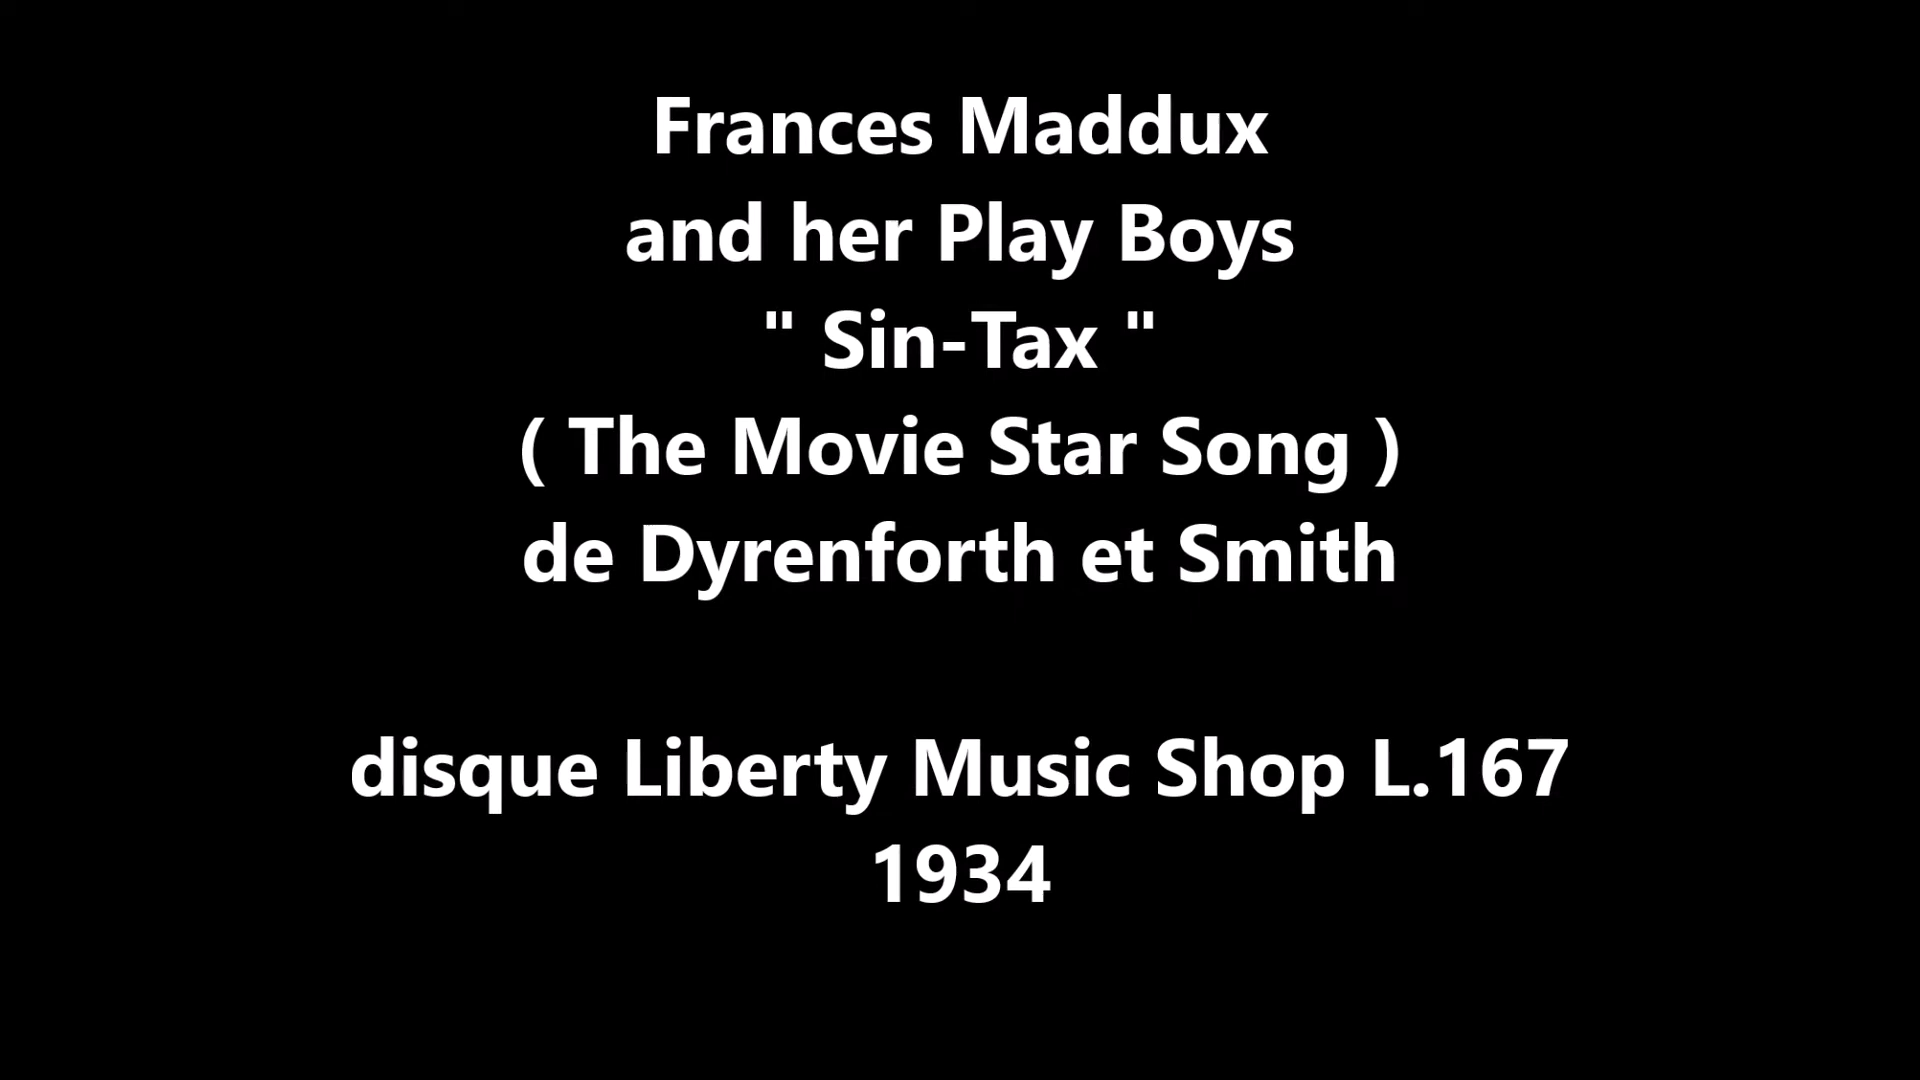 Frances Maddux
and her Play Boys
" Sin-Tax "
( The Movie Star Song )
de Dyrenforth et Smith
disque Liberty Music Shop L.167
1934